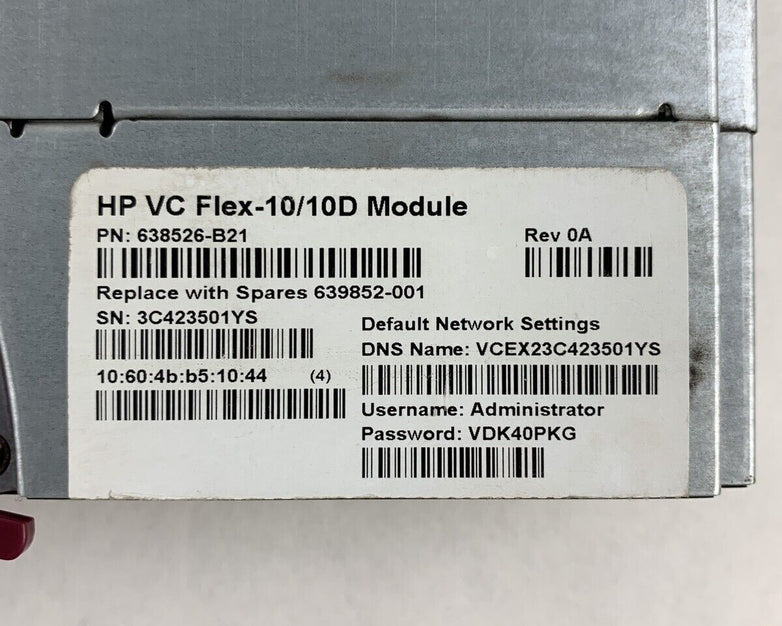 HP VC Flex-10/10D Module
PN: 638526-B21
Rev 0A
Replace with Spares 639852-001
SN: 3C423501YS
10:60:4b:b5:10:44 (4)
Default Network Settings
DNS Name: VCEX23C423501YS
Username: Administrator
Password: VDK40PKG